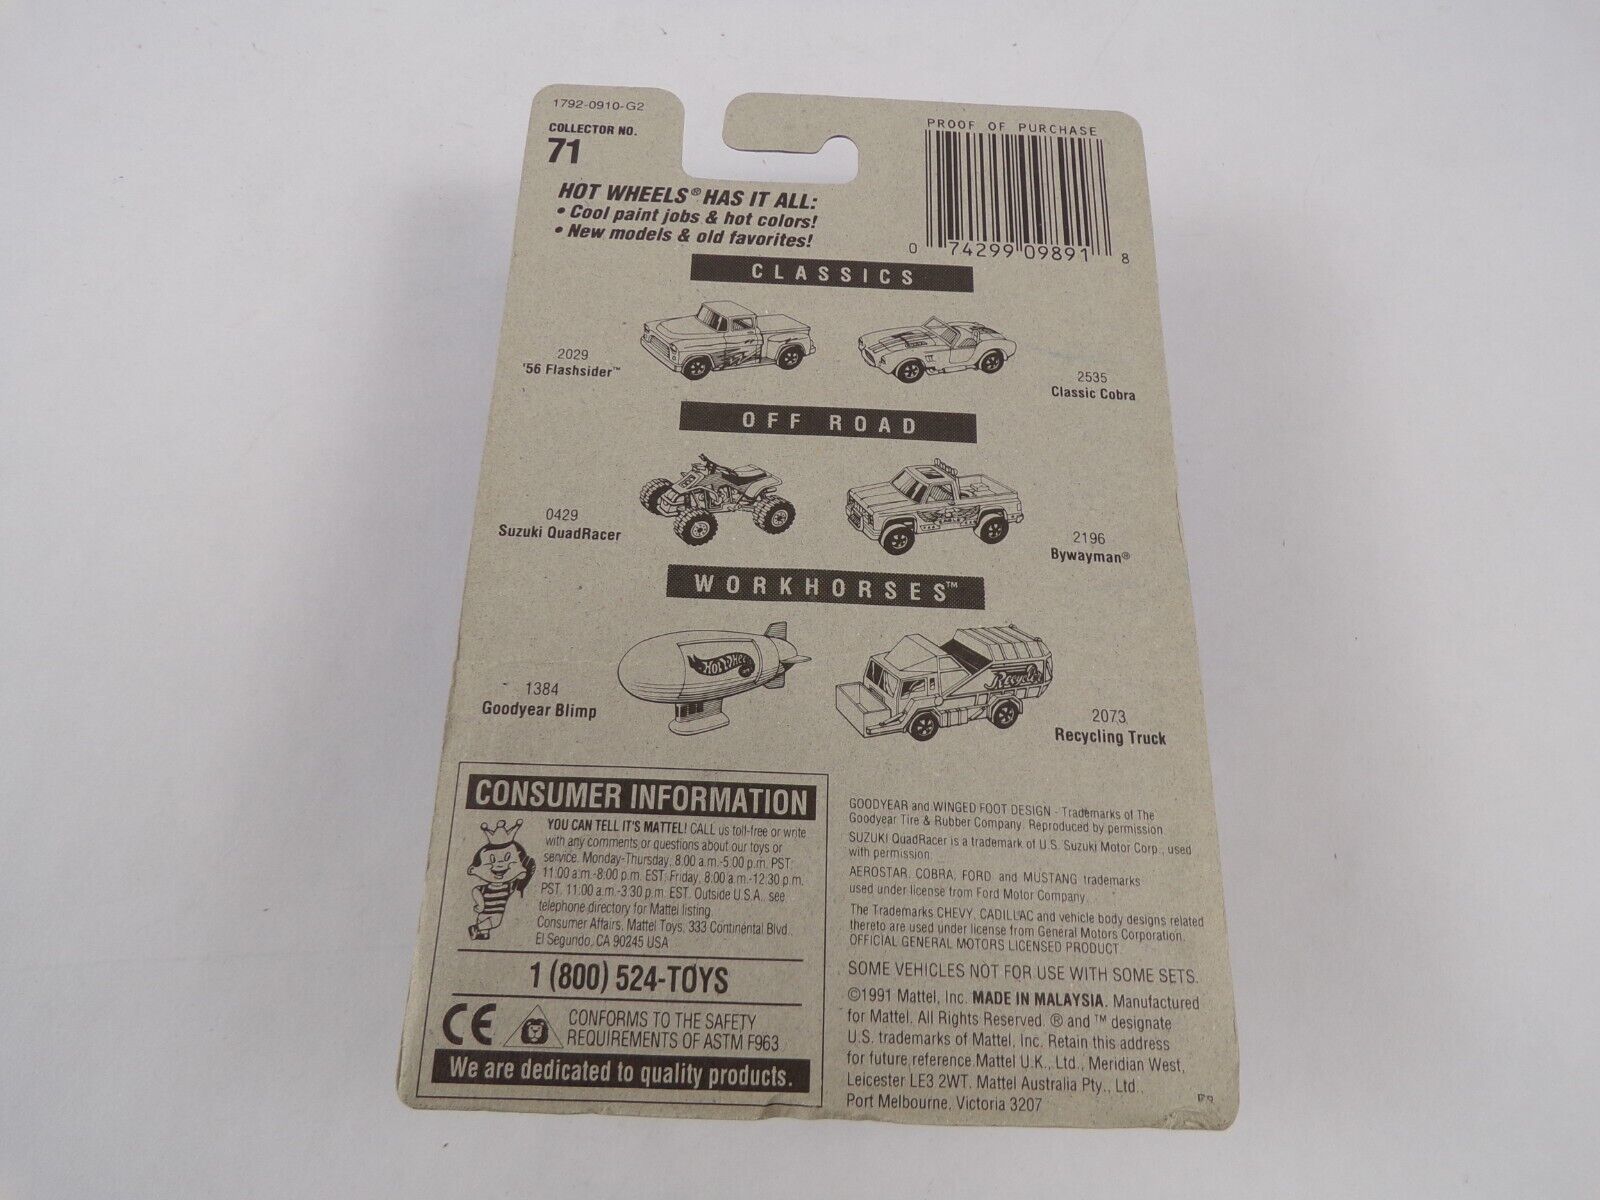 1792-0910-G2
COLLECTOR NO.
71
PROOF OF PURCHASE
0 74299 09891 8
HOT WHEELS® HAS IT ALL:
• Cool paint jobs & hot colors!
• New models & old favorites!
CLASSICS
2029
'56 Flashsider™
2535
Classic Cobra
OFF ROAD
0429
Suzuki QuadRacer
2196
Bywayman®
WORKHORSES™
Hot Wheels
1384
Goodyear Blimp
Recycler
2073
Recycling Truck
CONSUMER INFORMATION
YOU CAN TELL IT'S MATTEL! CALL us toll-free or write
with any comments or questions about our toys or
service. Monday-Thursday, 8:00 a.m.-5:00 p.m. PST:
11:00 a.m.-8:00 p.m. EST; Friday, 8:00 a.m.-12:30 p.m.
PST, 11:00 a.m.-3:30 p.m. EST. Outside U.S.A., see
telephone directory for Mattel listing.
Consumer Affairs, Mattel Toys, 333 Continental Blvd.,
El Segundo, CA 90245 USA
1 (800) 524-TOYS
CE
CONFORMS TO THE SAFETY
REQUIREMENTS OF ASTM F963
We are dedicated to quality products.
GOODYEAR and WINGED FOOT DESIGN - Trademarks of The
Goodyear Tire & Rubber Company. Reproduced by permission.
SUZUKI QuadRacer is a trademark of U.S. Suzuki Motor Corp., used
with permission.
AEROSTAR, COBRA, FORD, and MUSTANG trademarks
used under license from Ford Motor Company.
The Trademarks CHEVY, CADILLAC and vehicle body designs related
thereto are used under license from General Motors Corporation.
OFFICIAL GENERAL MOTORS LICENSED PRODUCT.
SOME VEHICLES NOT FOR USE WITH SOME SETS.
©1991 Mattel, Inc. MADE IN MALAYSIA. Manufactured
for Mattel. All Rights Reserved. ® and ™ designate
U.S. trademarks of Mattel, Inc. Retain this address
for future reference Mattel U.K., Ltd., Meridian West,
Leicester LE3 2WT. Mattel Australia Pty., Ltd.,
Port Melbourne, Victoria 3207